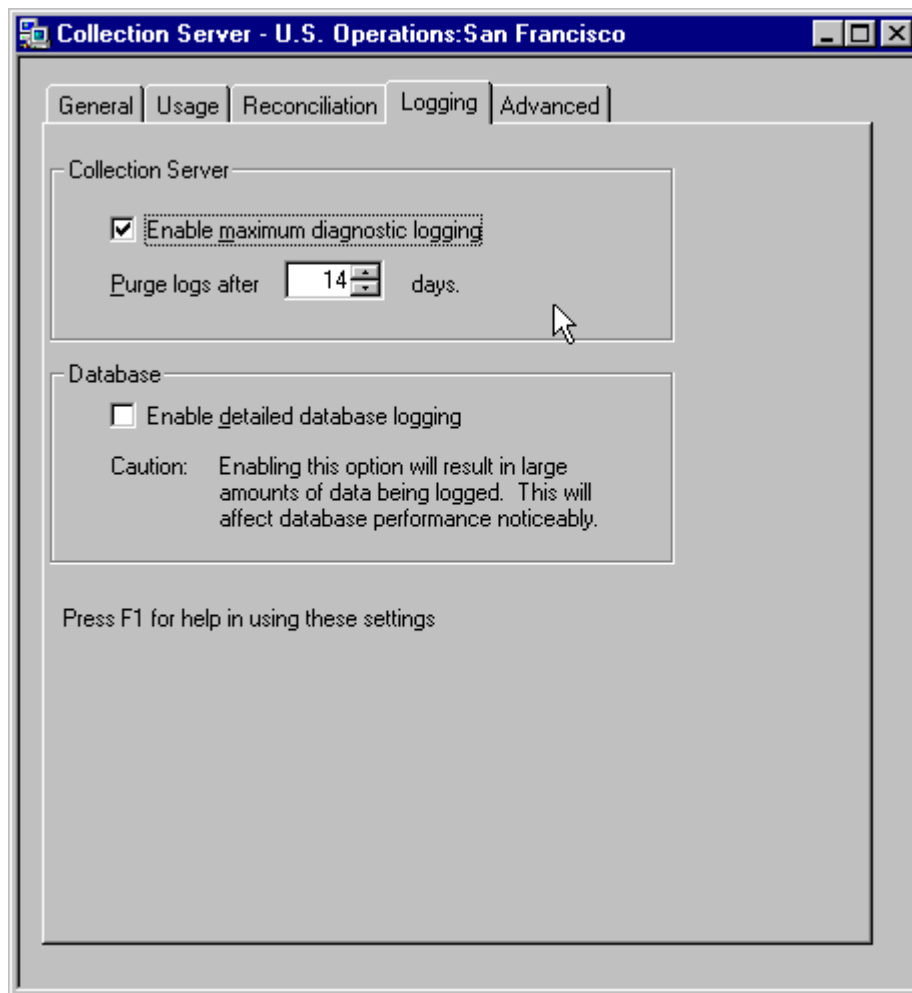 Collection Server - U.S. Operations:San Francisco
General Usage Reconciliation Logging Advanced
Collection Server
Enable maximum diagnostic logging
Purge logs after 14 days.
Database
Enable detailed database logging
Caution: Enabling this option will result in large
amounts of data being logged.  This will
affect database performance noticeably.
Press F1 for help in using these settings